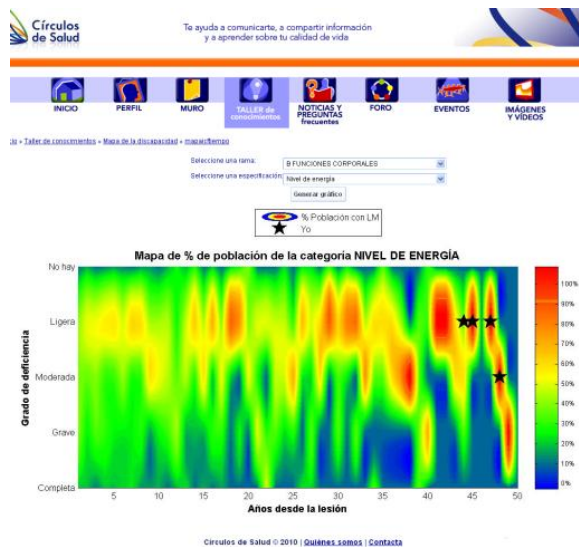 Círculos
de Salud
Te ayuda a comunicarte, a compartir información
y a aprender sobre tu calidad de vida
INICIO
PERFIL
MURO
TALLER de
conocimientos
NOTICIAS Y
PREGUNTAS
frecuentes
FORO
EVENTOS
IMÁGENES
Y VÍDEOS
» Taller de conocimientos » Mapa de la discapacidad »
Seleccione una rama:
B FUNCIONES CORPORALES
Seleccione una especificación:
Nivel de energía
Generar gráfico
% Población con LM
Yo
Mapa de % de población de la categoría NIVEL DE ENERGÍA
No hay
Ligera
Moderada
Grave
Completa
Grado de deficiencia
5 10 15 20 25 30 35 40 45 50
Años desde la lesión
100%
90%
80%
70%
60%
50%
40%
30%
20%
10%
0%
Círculos de Salud © 2010 | Quiénes somos | Contacta